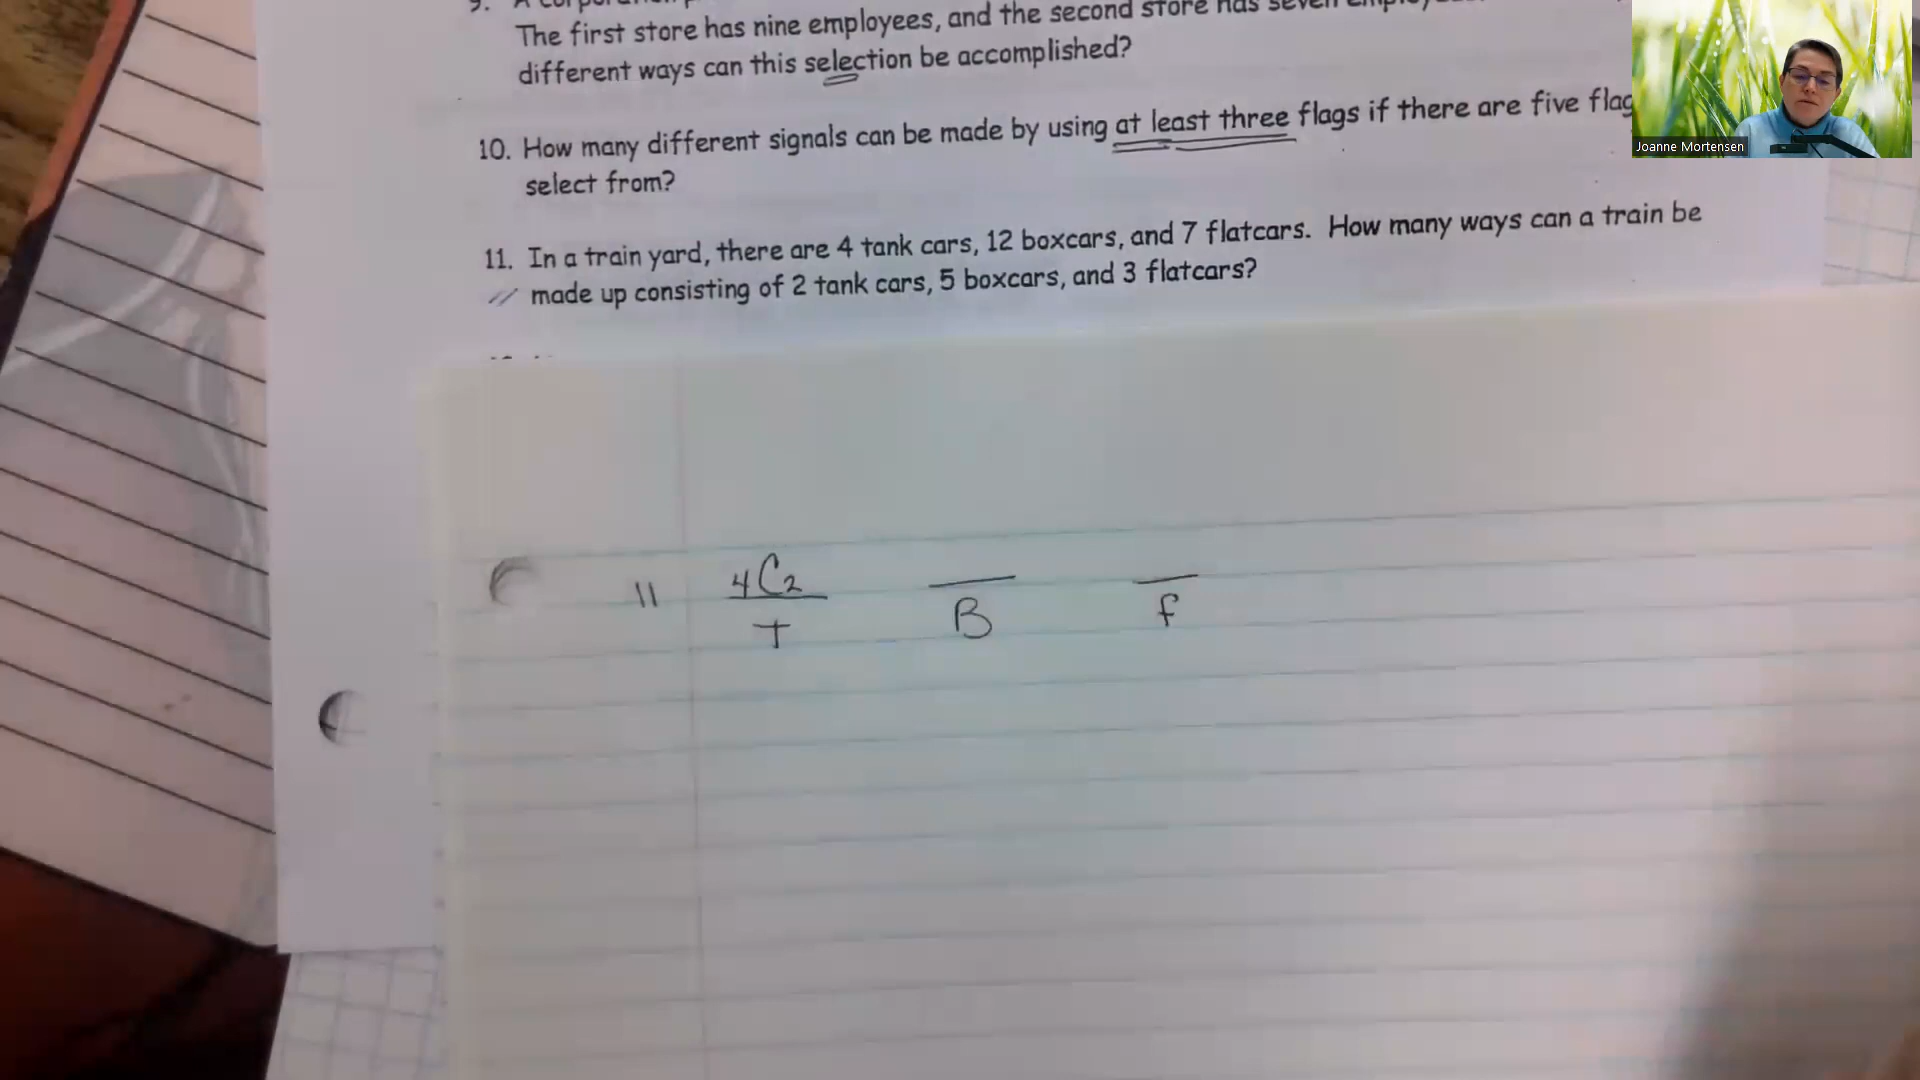 9. A
The first store has nine employees, and the second store has seven
different ways can this selection be accomplished?
10. How many different signals can be made by using at least three flags if there are five flag
select from?
11. In a train yard, there are 4 tank cars, 12 boxcars, and 7 flatcars. How many ways can a train be
made up consisting of 2 tank cars, 5 boxcars, and 3 flatcars?
Joanne Mortensen
11 4C2
T B f